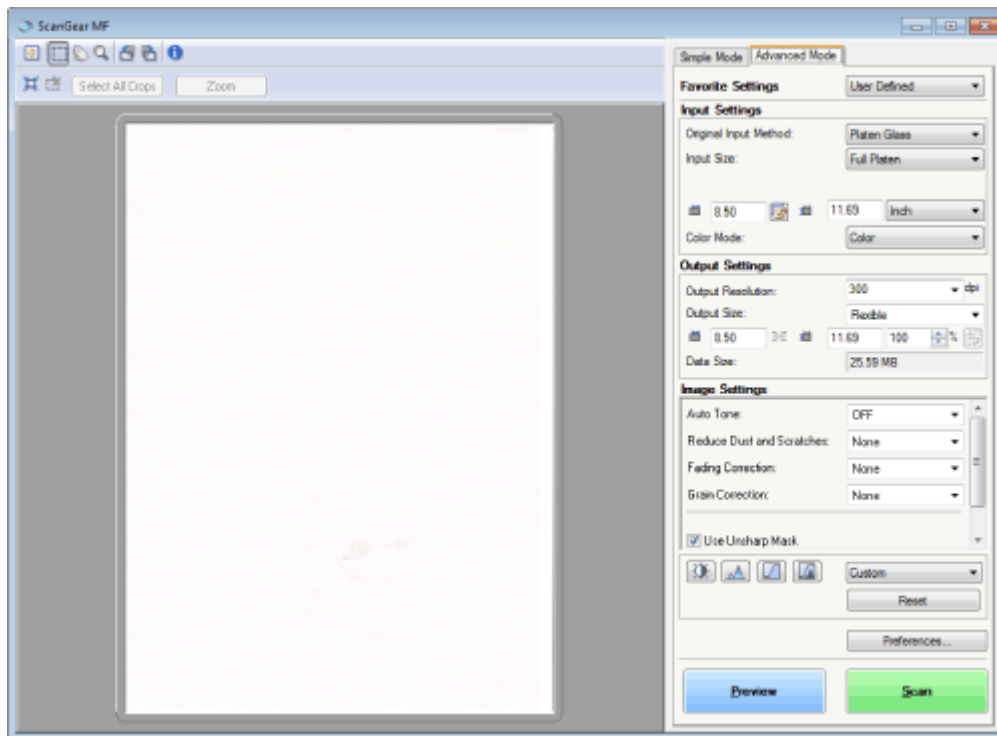 ScanGear MF
Simple Mode Advanced Mode
Select All Crops Zoom
Favorite Settings User Defined
Input Settings
Original Input Method: Platen Glass
Input Size: Full Platen
8.50 11.69 Inch
Color Mode: Color
Output Settings
Output Resolution: 300 dpi
Output Size: Flexible
8.50 11.69 100 %
Data Size: 25.59 MB
Image Settings
Auto Tone: OFF
Reduce Dust and Scratches: None
Fading Correction: None
Grain Correction: None
Use Unsharp Mask
Custom
Reset
Preferences...
Preview Scan